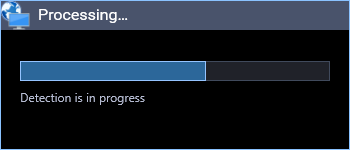 Processing...
Detection is in progress